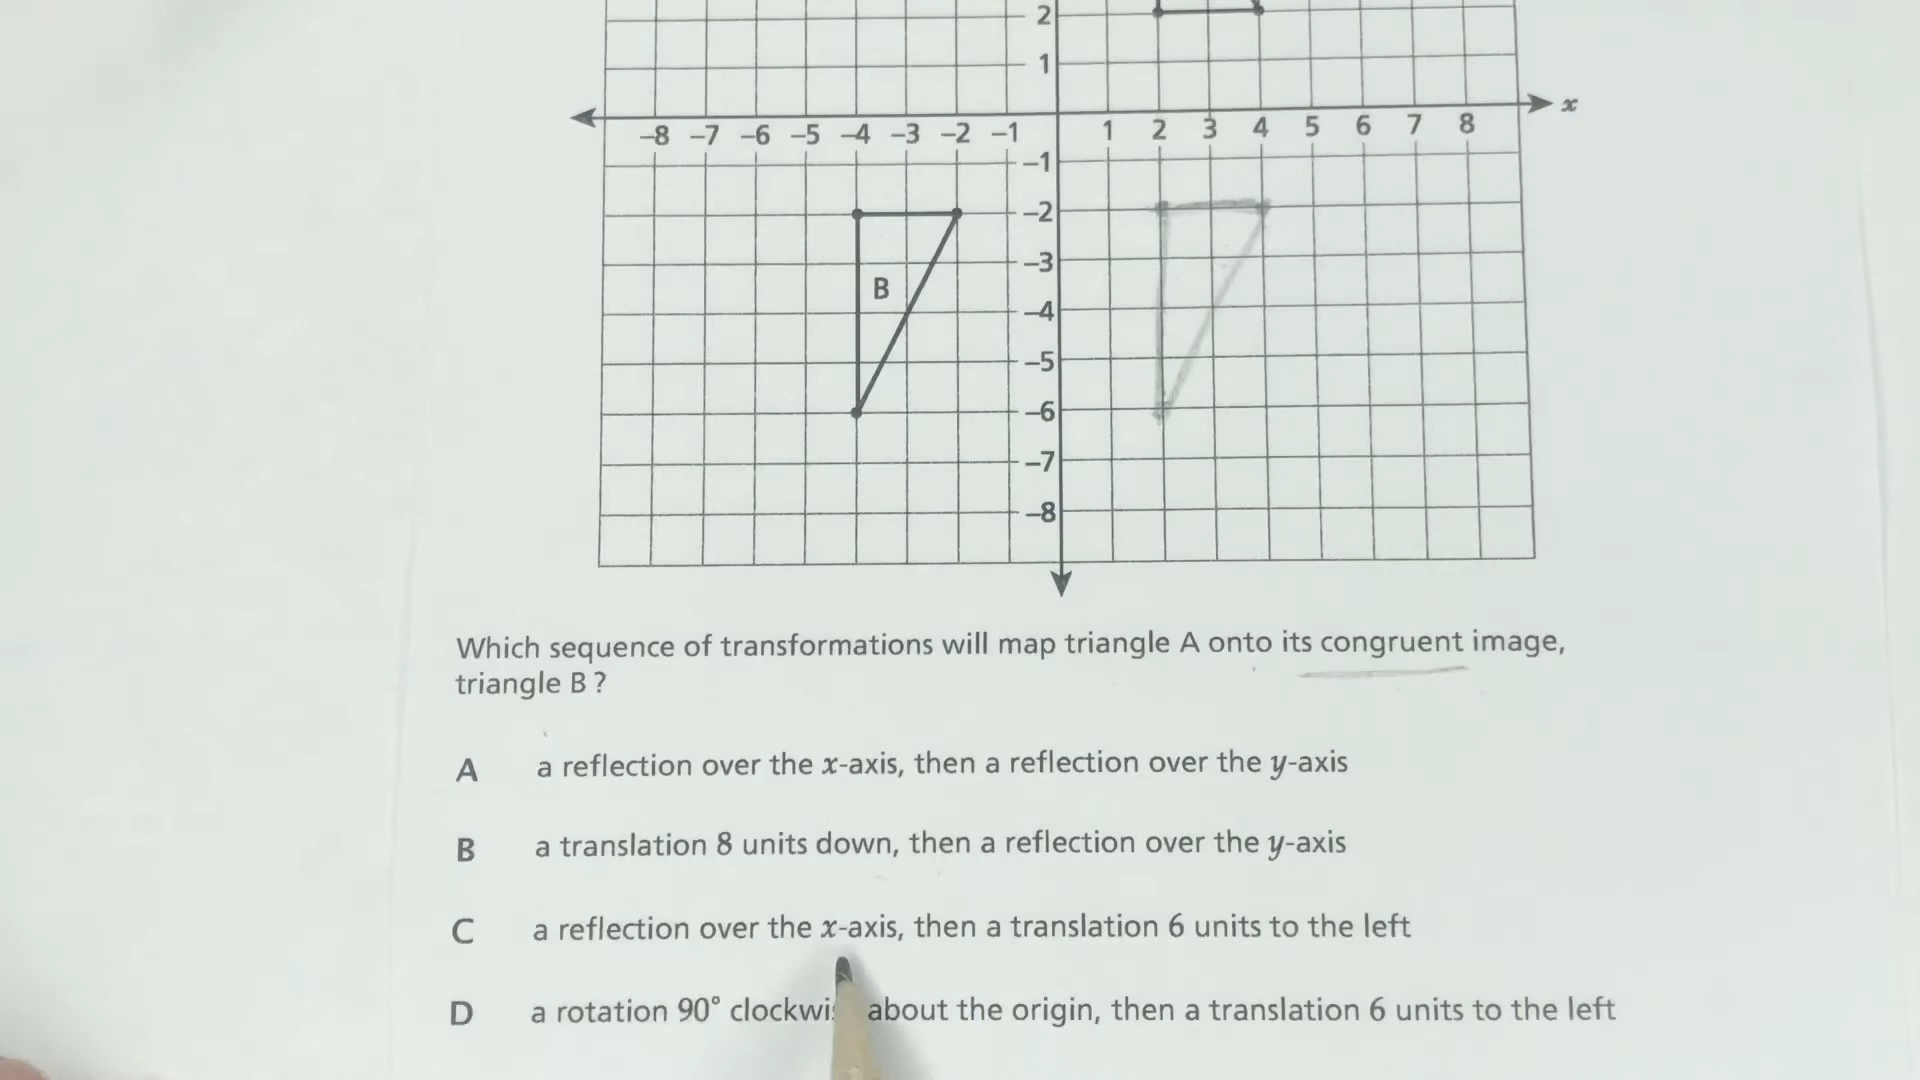 2
1
x
–8 –7 –6 –5 –4 –3 –2 –1 1 2 3 4 5 6 7 8
–1
–2
–3
B
–4
–5
–6
–7
–8
Which sequence of transformations will map triangle A onto its congruent image,
triangle B ?
A a reflection over the x-axis, then a reflection over the y-axis
B a translation 8 units down, then a reflection over the y-axis
C a reflection over the x-axis, then a translation 6 units to the left
D a rotation 90° clockwi about the origin, then a translation 6 units to the left